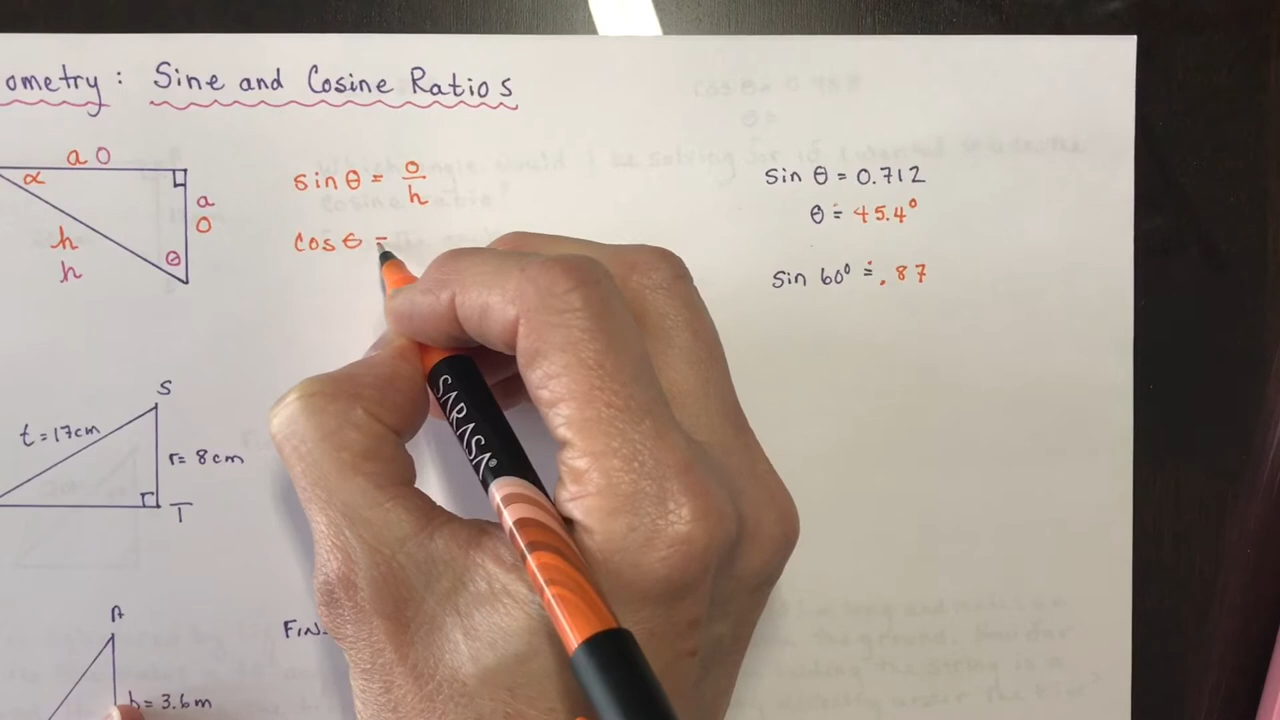 ometry: Sine and Cosine Ratios
a O
α
a
O
h
h
θ
sin θ = o/h
cos θ =
sin θ = 0.712
θ ≐ 45.4°
sin 60° ≐ .87
S
t = 17cm
r = 8cm
T
A
b = 3.6m
FIN
SARASA